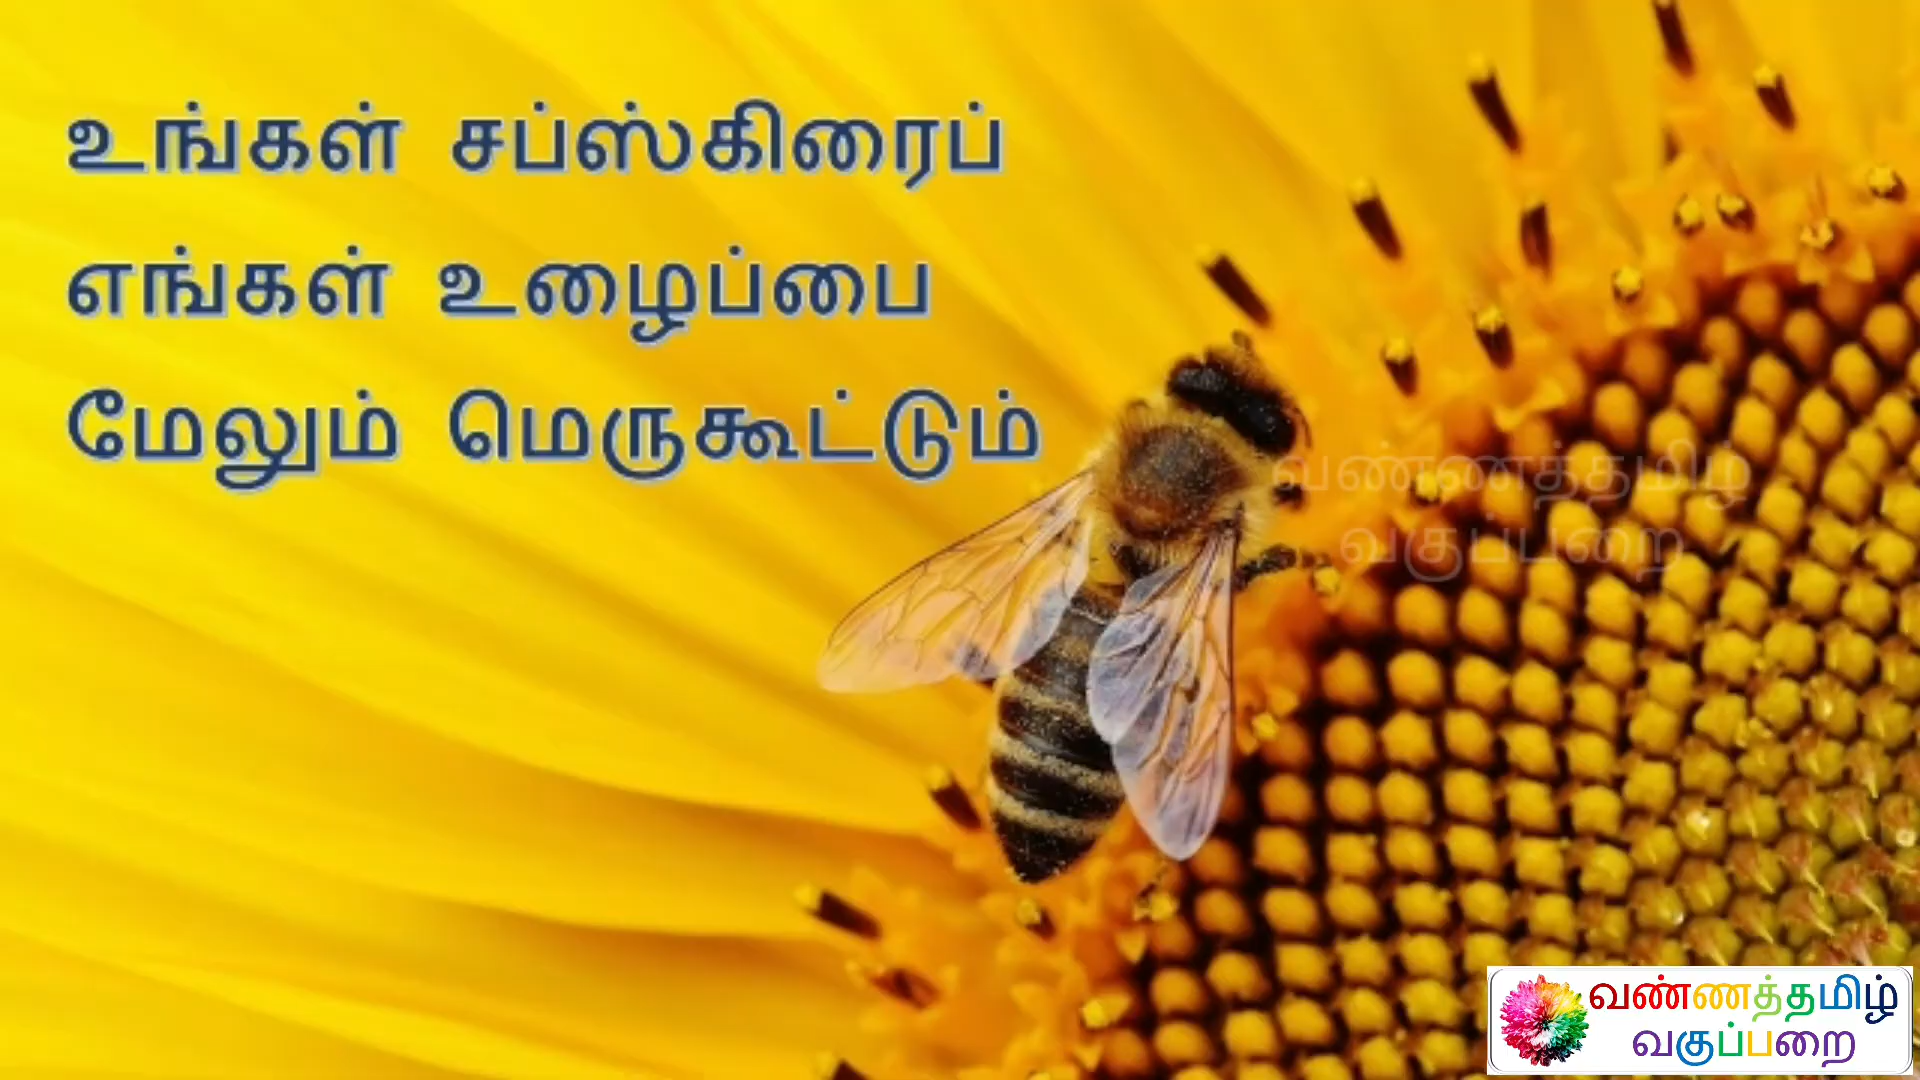 உங்கள் சப்ஸ்கிரைப்
எங்கள் உழைப்பை
மேலும் மெருகூட்டும்
வண்ணத்தமிழ்
வகுப்பறை
வண்ணத்தமிழ்
வகுப்பறை